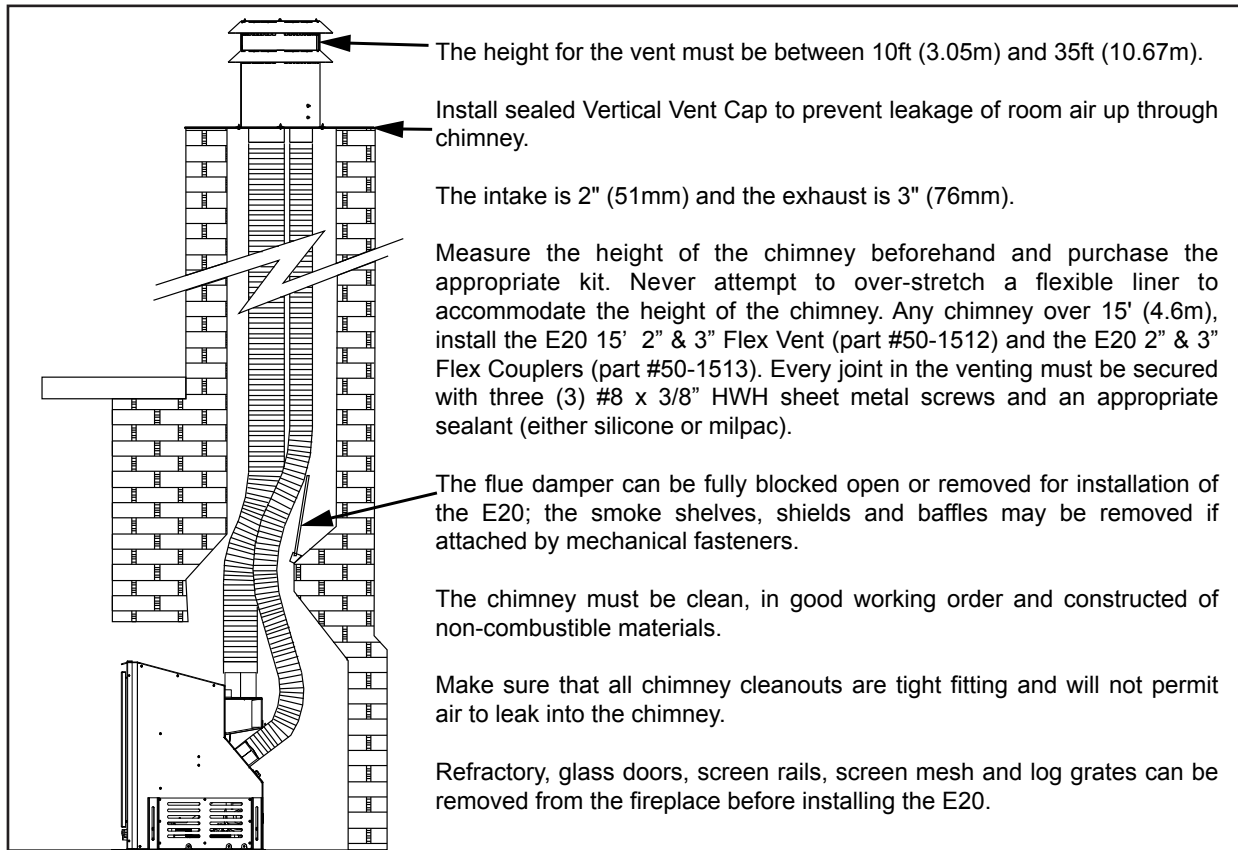 The height for the vent must be between 10ft (3.05m) and 35ft (10.67m).
Install sealed Vertical Vent Cap to prevent leakage of room air up through
chimney.
The intake is 2" (51mm) and the exhaust is 3" (76mm).
Measure the height of the chimney beforehand and purchase the
appropriate kit. Never attempt to over-stretch a flexible liner to
accommodate the height of the chimney. Any chimney over 15' (4.6m),
install the E20 15’ 2” & 3” Flex Vent (part #50-1512) and the E20 2” & 3”
Flex Couplers (part #50-1513). Every joint in the venting must be secured
with three (3) #8 x 3/8” HWH sheet metal screws and an appropriate
sealant (either silicone or milpac).
The flue damper can be fully blocked open or removed for installation of
the E20; the smoke shelves, shields and baffles may be removed if
attached by mechanical fasteners.
The chimney must be clean, in good working order and constructed of
non-combustible materials.
Make sure that all chimney cleanouts are tight fitting and will not permit
air to leak into the chimney.
Refractory, glass doors, screen rails, screen mesh and log grates can be
removed from the fireplace before installing the E20.